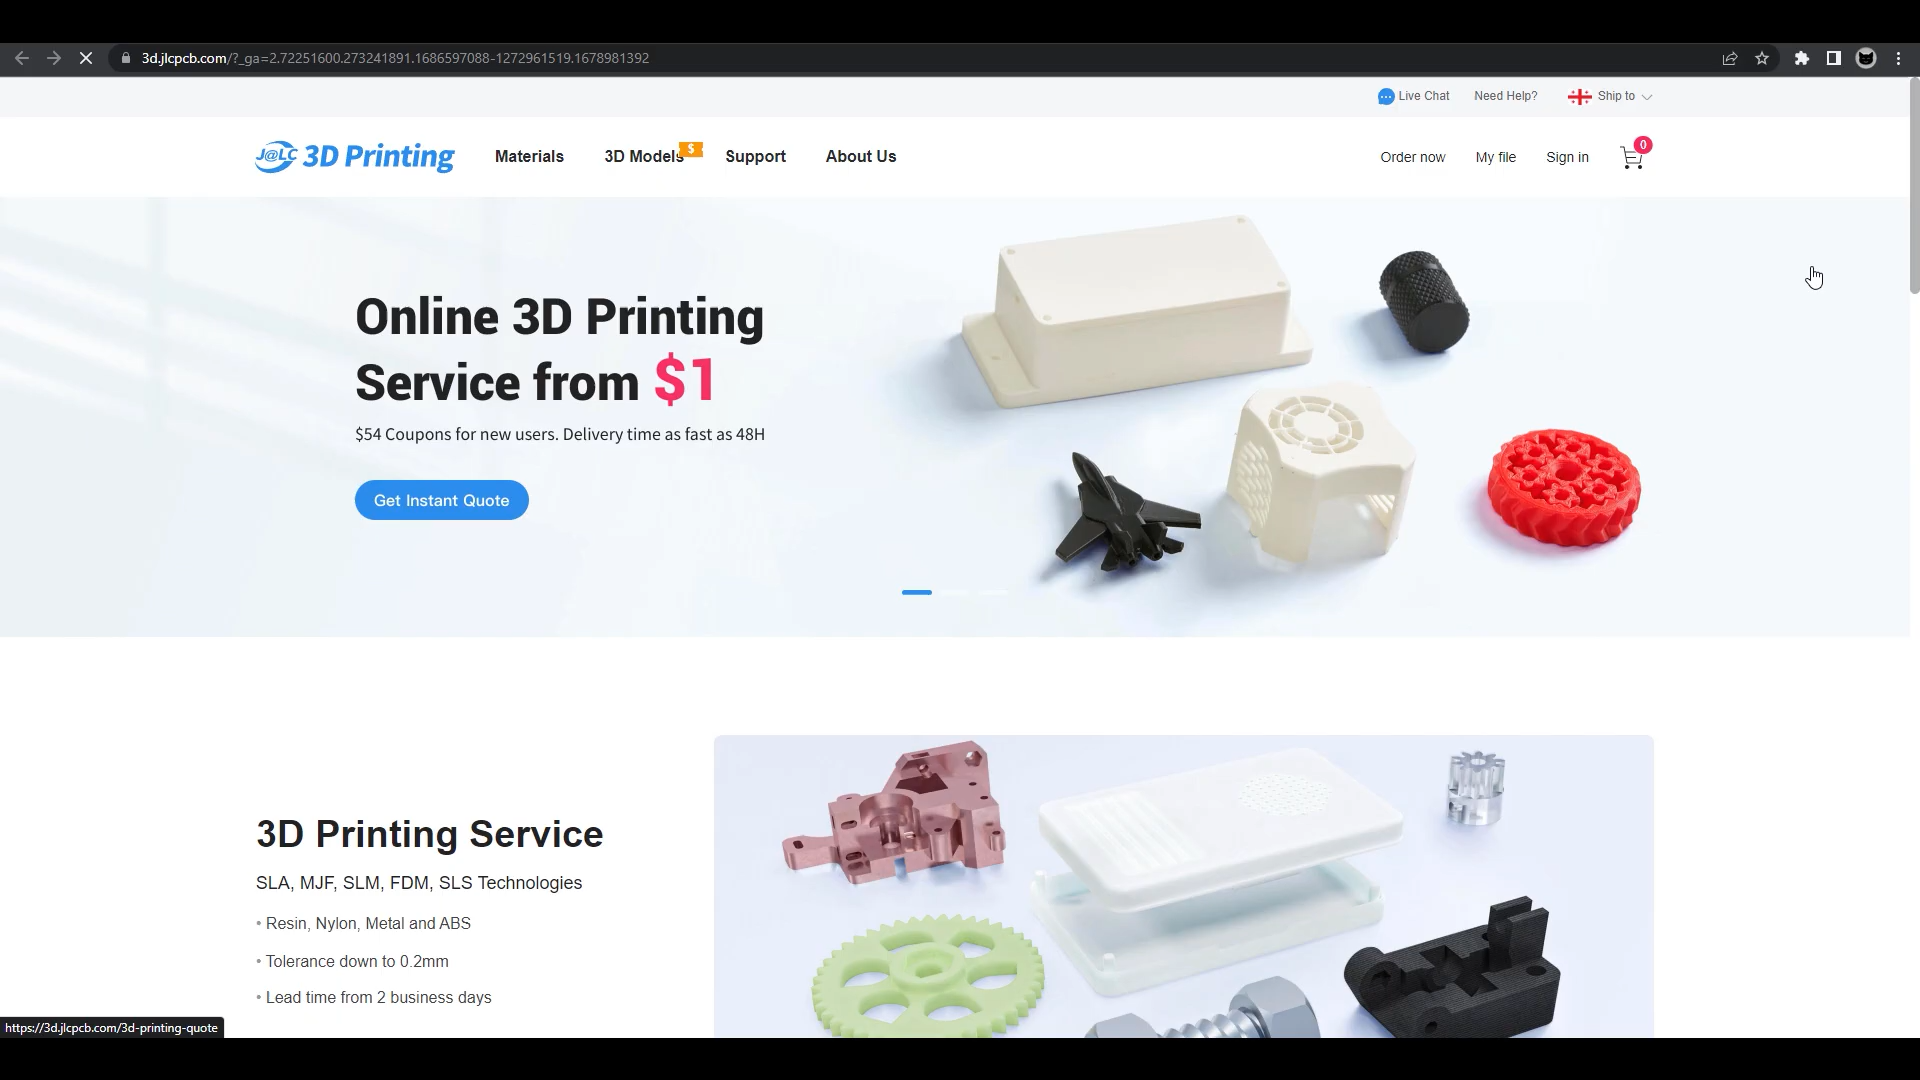 3d.jlcpcb.com/?_ga=2.72251600.273241891.1686597088-1272961519.1678981392
Live Chat
Need Help?
Ship to
J@LC 3D Printing
Materials
3D Models
$
Support
About Us
Order now
My file
Sign in
0
Online 3D Printing
Service from $1
$54 Coupons for new users. Delivery time as fast as 48H
Get Instant Quote
3D Printing Service
SLA, MJF, SLM, FDM, SLS Technologies
• Resin, Nylon, Metal and ABS
• Tolerance down to 0.2mm
• Lead time from 2 business days
https://3d.jlcpcb.com/3d-printing-quote